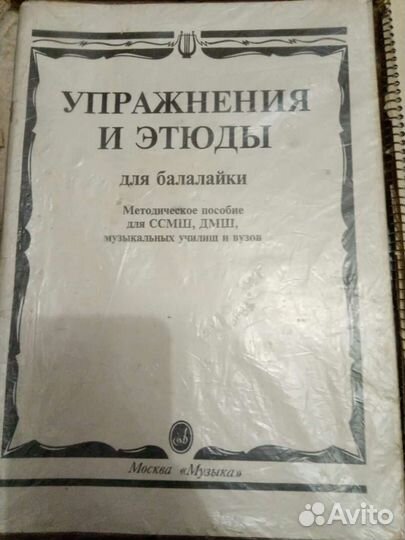 УПРАЖНЕНИЯ
И ЭТЮДЫ
для балалайки
Методическое пособие
для ССМШ, ДМШ,
музыкальных училищ и вузов
Москва «Музыка»
Avito